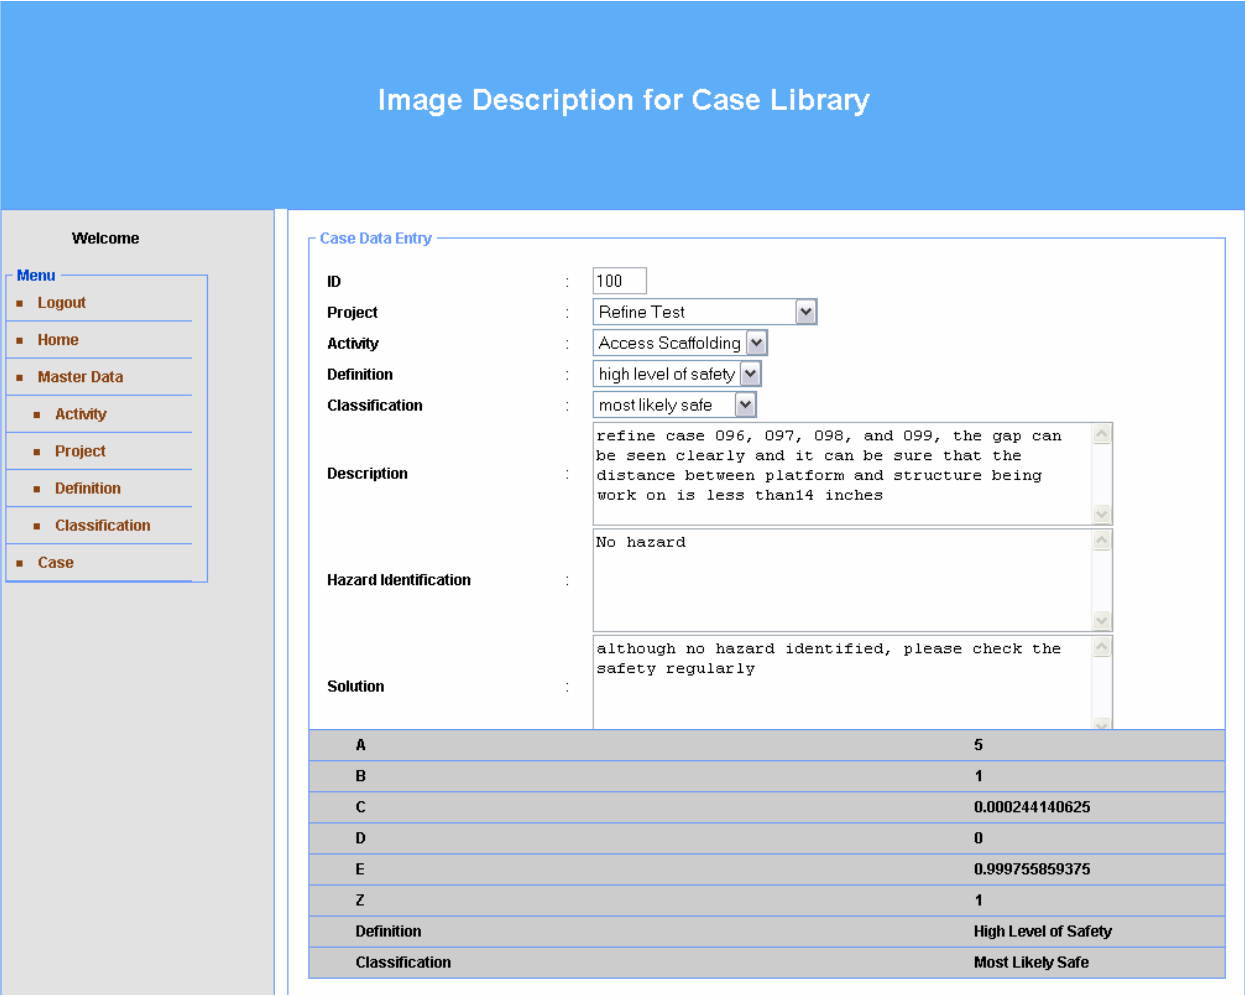 Image Description for Case Library
Welcome
Menu
Logout
Home
Master Data
Activity
Project
Definition
Classification
Case
Case Data Entry
ID : 100
Project : Refine Test
Activity : Access Scaffolding
Definition : high level of safety
Classification : most likely safe
Description :
refine case 096, 097, 098, and 099, the gap can
be seen clearly and it can be sure that the
distance between platform and structure being
work on is less than14 inches
Hazard Identification :
No hazard
Solution :
although no hazard identified, please check the
safety regularly
A 5
B 1
C 0.000244140625
D 0
E 0.999755859375
Z 1
Definition High Level of Safety
Classification Most Likely Safe